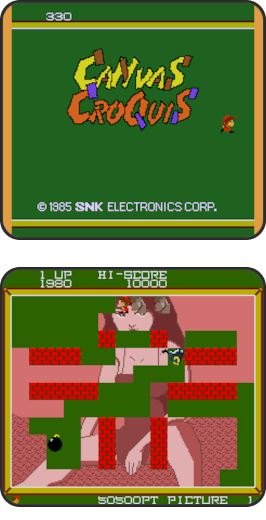 330
CANVAS
CROQUIS
© 1985 SNK ELECTRONICS CORP.
1 UP HI-SCORE
1980 10000
50500PT PICTURE 1